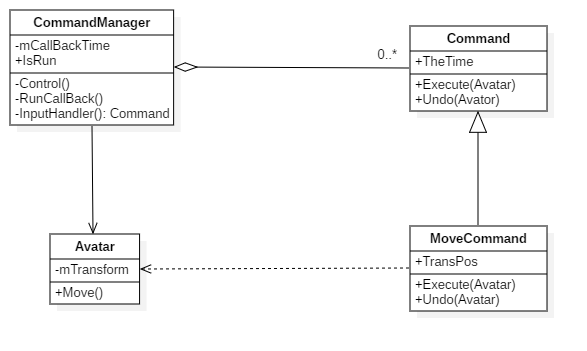 CommandManager
-mCallBackTime
+IsRun
-Control()
-RunCallBack()
-InputHandler(): Command
0..*
Command
+TheTime
+Execute(Avatar)
+Undo(Avator)
Avatar
-mTransform
+Move()
MoveCommand
+TransPos
+Execute(Avatar)
+Undo(Avatar)